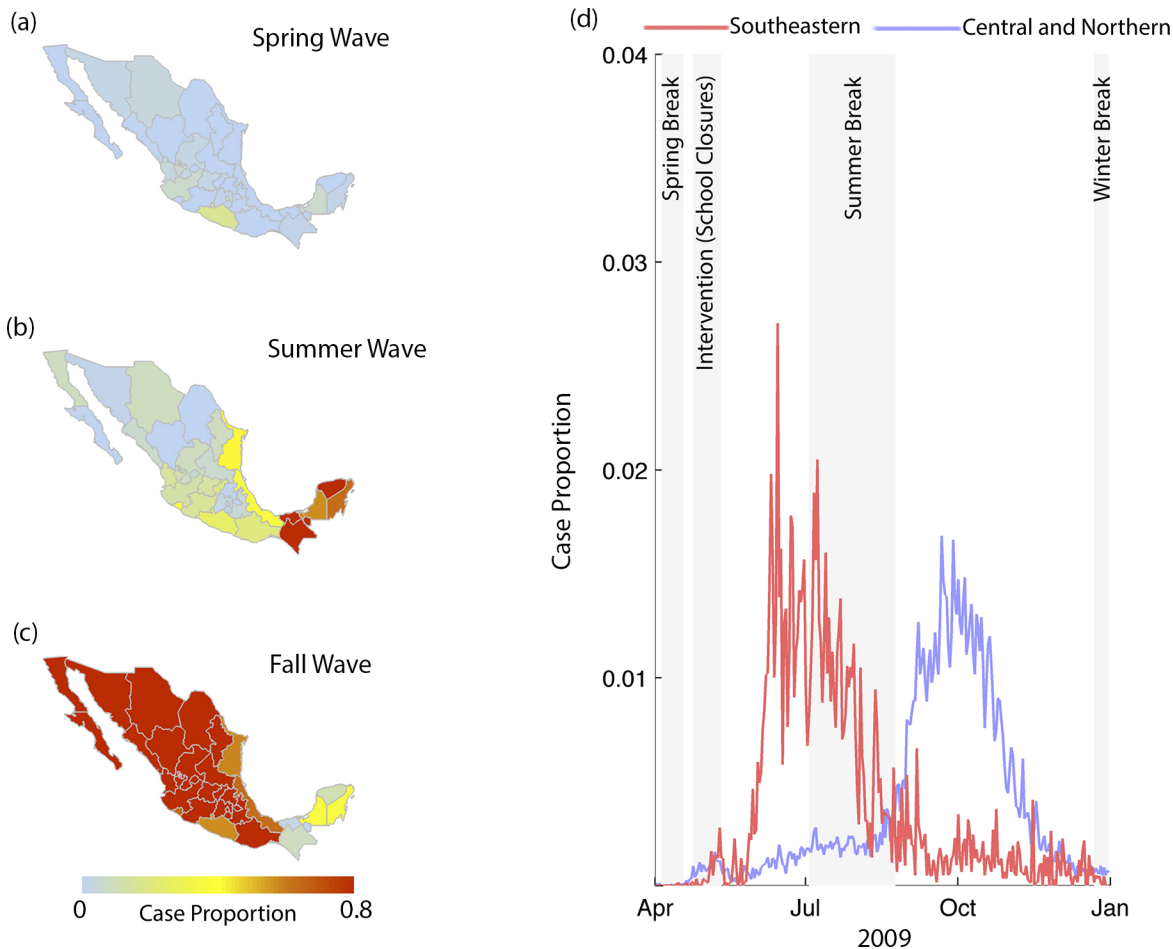 (a)
Spring Wave
(b)
Summer Wave
(c)
Fall Wave
0
Case Proportion
0.8
(d)
Southeastern
Central and Northern
0.04
0.03
0.02
0.01
0
Case Proportion
Spring Break
Intervention (School Closures)
Summer Break
Winter Break
Apr
Jul
Oct
Jan
2009